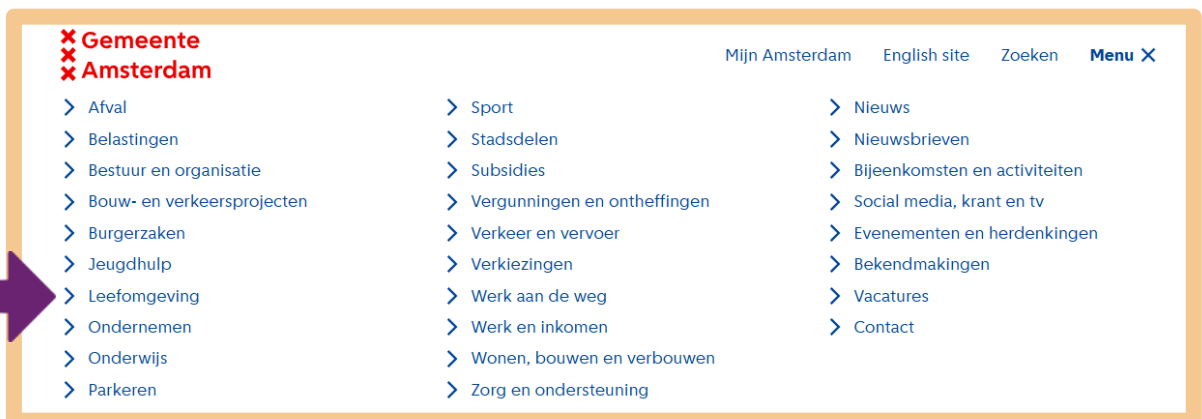 Gemeente
Amsterdam
Mijn Amsterdam English site Zoeken Menu
Afval
Belastingen
Bestuur en organisatie
Bouw- en verkeersprojecten
Burgerzaken
Jeugdhulp
Leefomgeving
Ondernemen
Onderwijs
Parkeren
Sport
Stadsdelen
Subsidies
Vergunningen en ontheffingen
Verkeer en vervoer
Verkiezingen
Werk aan de weg
Werk en inkomen
Wonen, bouwen en verbouwen
Zorg en ondersteuning
Nieuws
Nieuwsbrieven
Bijeenkomsten en activiteiten
Social media, krant en tv
Evenementen en herdenkingen
Bekendmakingen
Vacatures
Contact